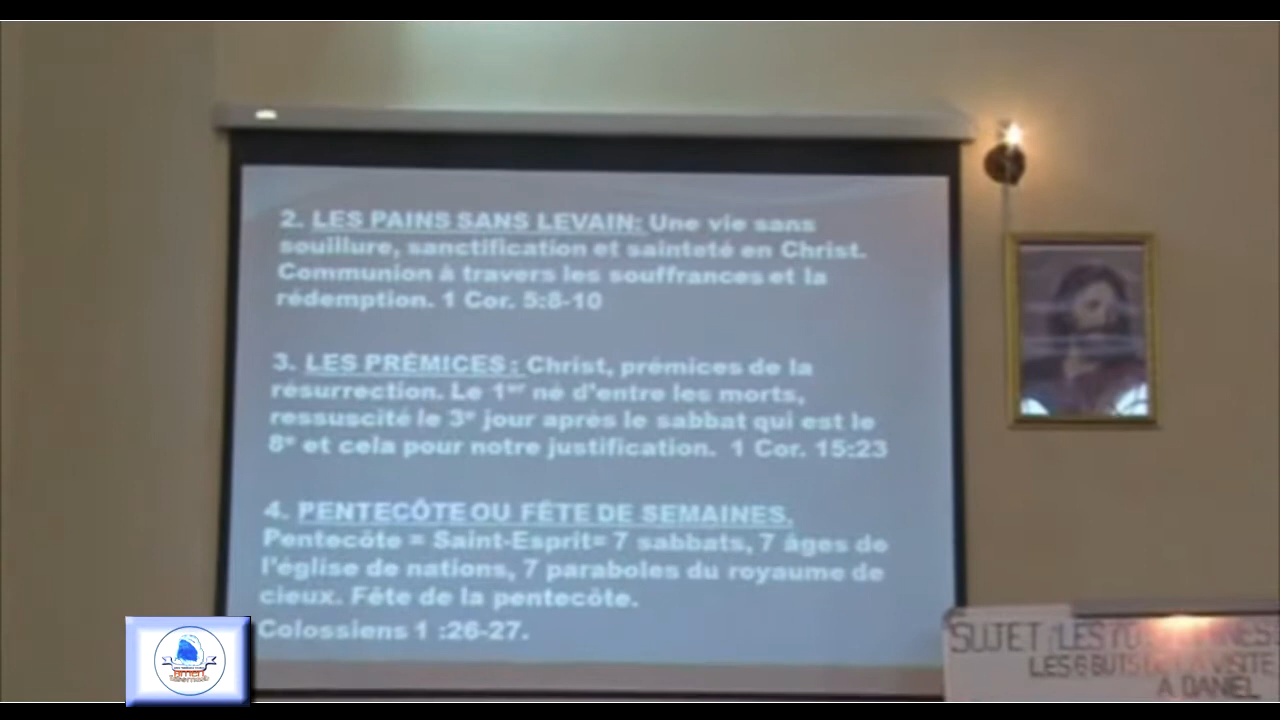 2. LES PAINS SANS LEVAIN: Une vie sans
souillure, sanctification et sainteté en Christ.
Communion à travers les souffrances et la
rédemption. 1 Cor. 5:8-10
3. LES PRÉMICES : Christ, prémices de la
résurrection. Le 1er né d'entre les morts,
ressuscité le 3e jour après le sabbat qui est le
8e et cela pour notre justification. 1 Cor. 15:23
4. PENTECÔTE OU FÊTE DE SEMAINES.
Pentecôte = Saint-Esprit= 7 sabbats, 7 âges de
l'église de nations, 7 paraboles du royaume de
cieux. Fête de la pentecôte.
Colossiens 1 :26-27.
SUJET : LES
LES 6 BUTS DE LA VISITE
A DANIEL